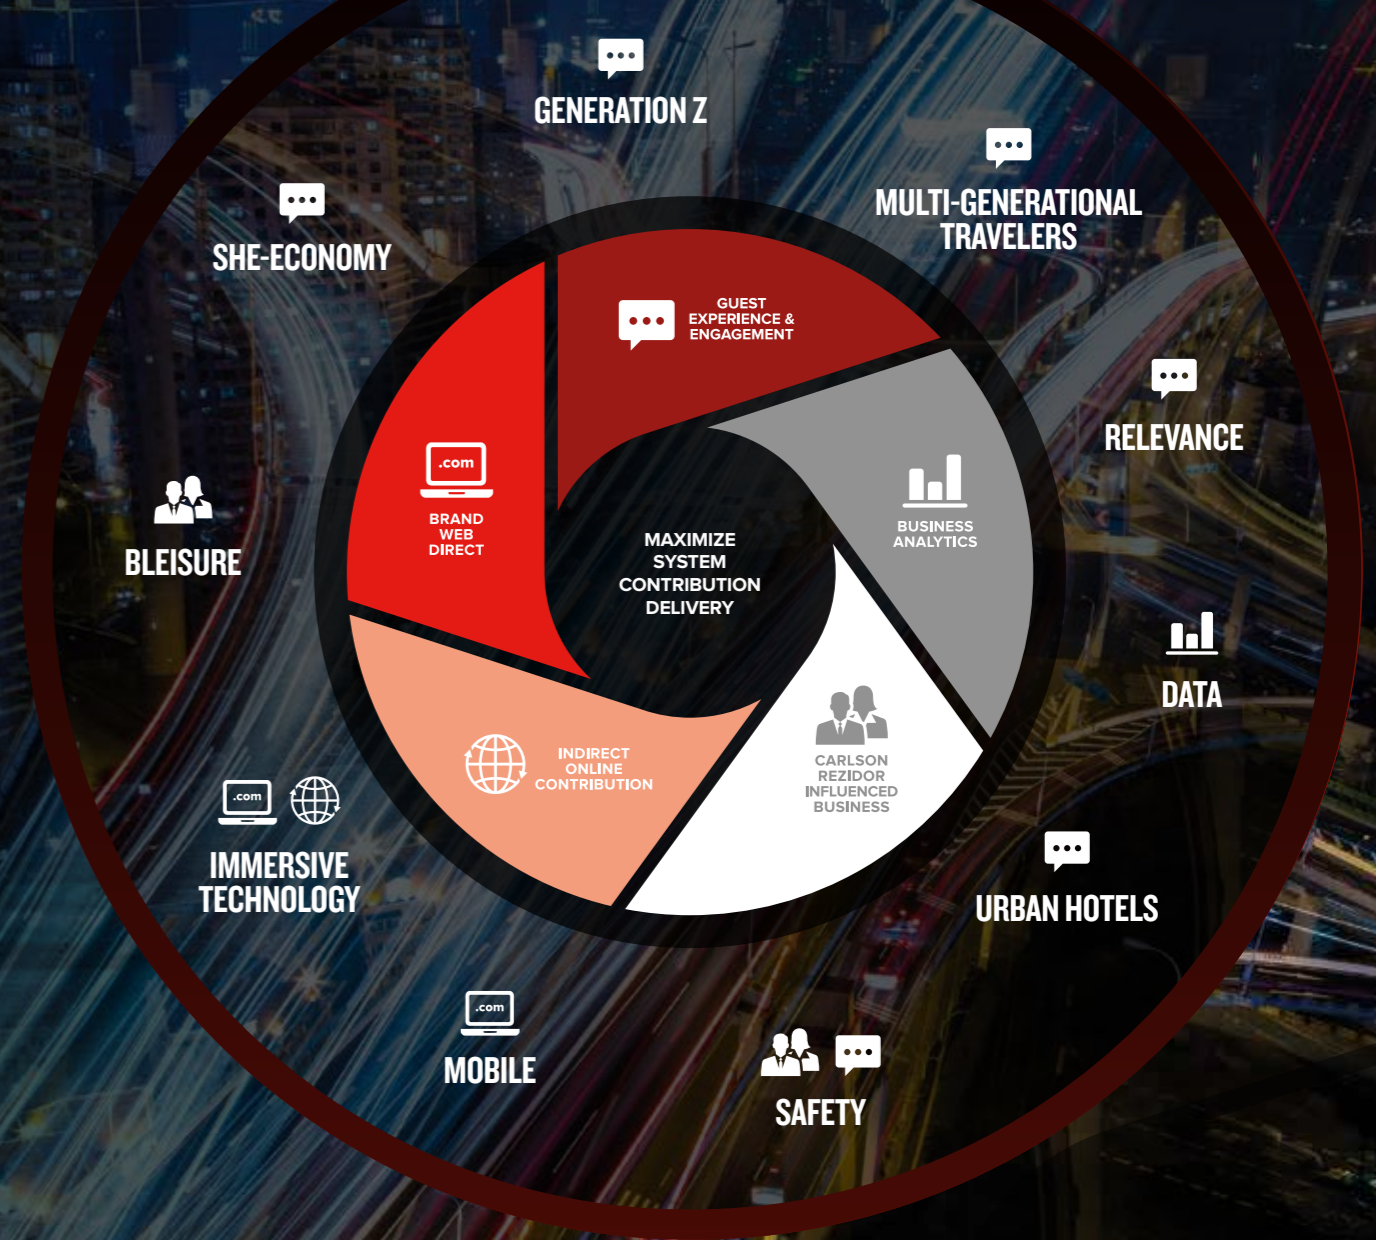 GENERATION Z
MULTI-GENERATIONAL
TRAVELERS
SHE-ECONOMY
GUEST
EXPERIENCE &
ENGAGEMENT
RELEVANCE
.com
BRAND
WEB
DIRECT
BUSINESS
ANALYTICS
MAXIMIZE
SYSTEM
CONTRIBUTION
DELIVERY
BLEISURE
DATA
INDIRECT
ONLINE
CONTRIBUTION
CARLSON
REZIDOR
INFLUENCED
BUSINESS
.com
IMMERSIVE
TECHNOLOGY
URBAN HOTELS
.com
MOBILE
SAFETY